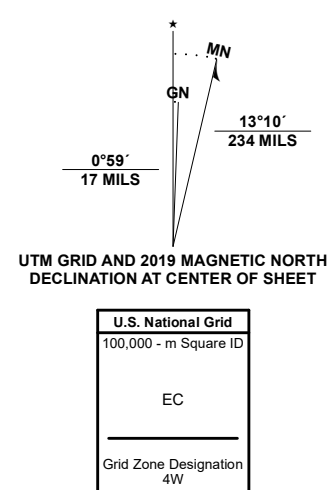 ★
MN
GN
13°10´
234 MILS
0°59´
17 MILS
UTM GRID AND 2019 MAGNETIC NORTH
DECLINATION AT CENTER OF SHEET
U.S. National Grid
100,000 - m Square ID
EC
Grid Zone Designation
4W